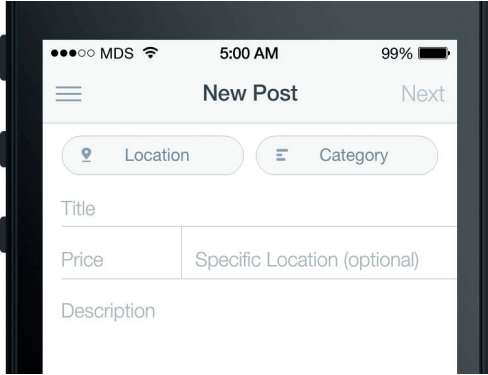 MDS 5:00 AM 99%
New Post Next
Location Category
Title
Price Specific Location (optional)
Description